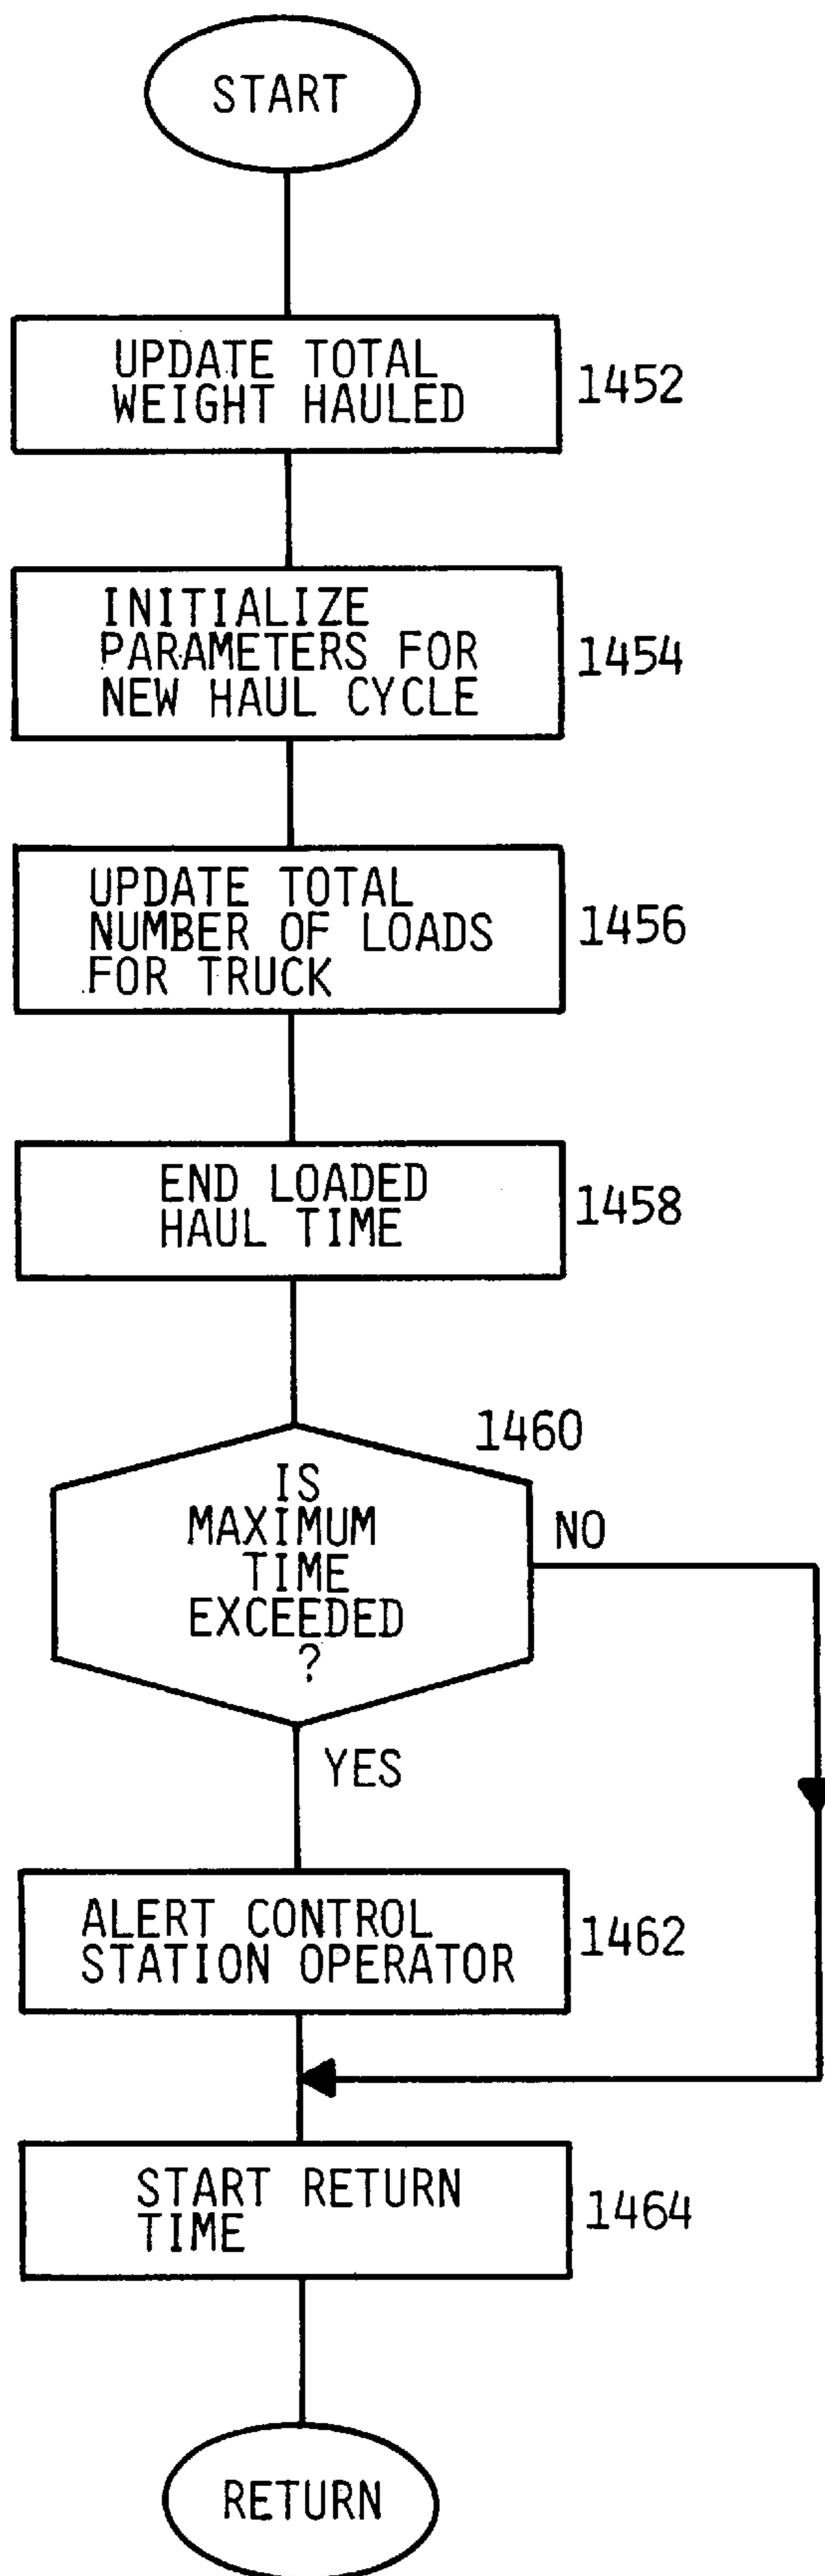 START
UPDATE TOTAL
WEIGHT HAULED
1452
INITIALIZE
PARAMETERS FOR
NEW HAUL CYCLE
1454
UPDATE TOTAL
NUMBER OF LOADS
FOR TRUCK
1456
END LOADED
HAUL TIME
1458
1460
IS
MAXIMUM
TIME
EXCEEDED
?
NO
YES
ALERT CONTROL
STATION OPERATOR
1462
START RETURN
TIME
1464
RETURN